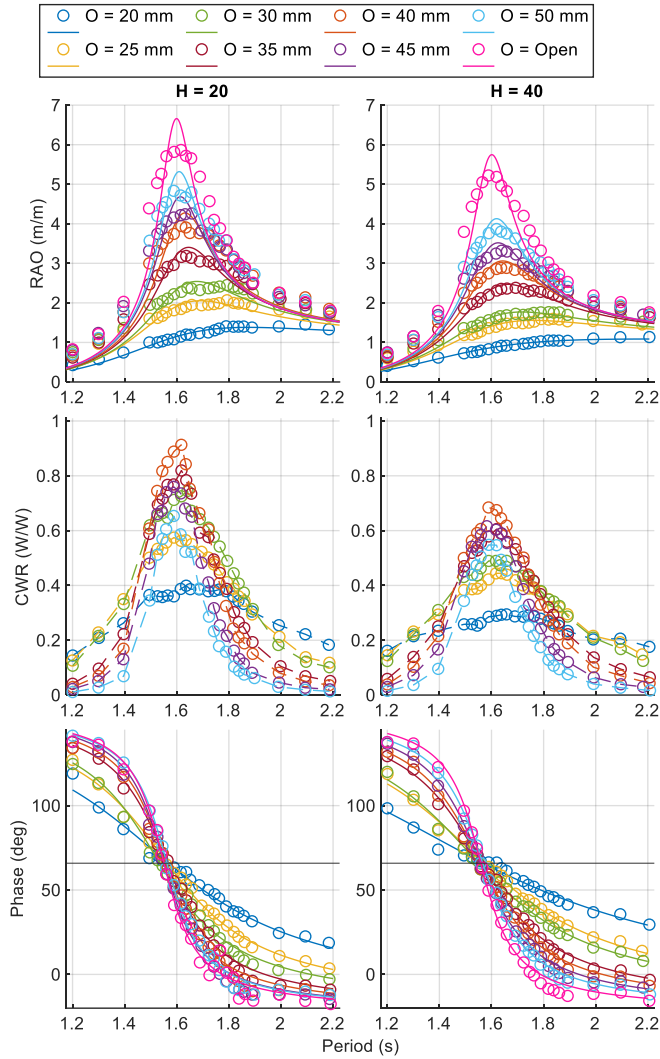 O = 20 mm O = 30 mm O = 40 mm O = 50 mm
O = 25 mm O = 35 mm O = 45 mm O = Open
H = 20 H = 40
RAO (m/m)
7 7
6 6
5 5
4 4
3 3
2 2
1 1
0 0
1.2 1.4 1.6 1.8 2 2.2 1.2 1.4 1.6 1.8 2 2.2
CWR (W/W)
1 1
0.8 0.8
0.6 0.6
0.4 0.4
0.2 0.2
0 0
1.2 1.4 1.6 1.8 2 2.2 1.2 1.4 1.6 1.8 2 2.2
Phase (deg)
100 100
50 50
0 0
1.2 1.4 1.6 1.8 2 2.2 1.2 1.4 1.6 1.8 2 2.2
Period (s)